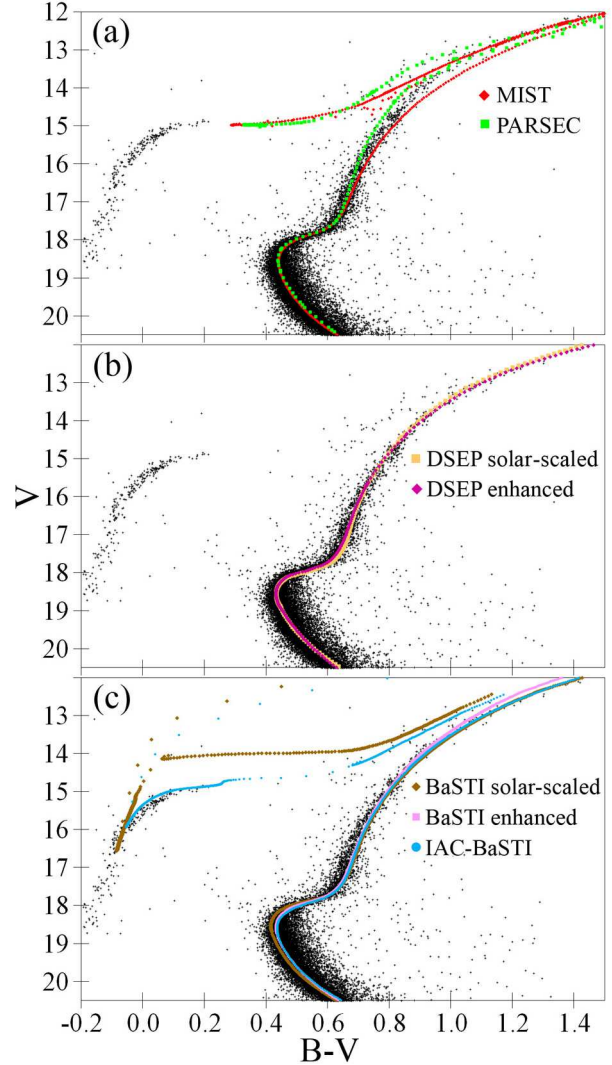 12
(a)
13
14
MIST
PARSEC
15
16
17
18
19
20
(b)
13
14
15
DSEP solar-scaled
DSEP enhanced
16
V
17
18
19
20
(c)
13
14
15
BaSTI solar-scaled
BaSTI enhanced
IAC-BaSTI
16
17
18
19
20
-0.2 0.0 0.2 0.4 0.6 0.8 1.0 1.2 1.4
B-V